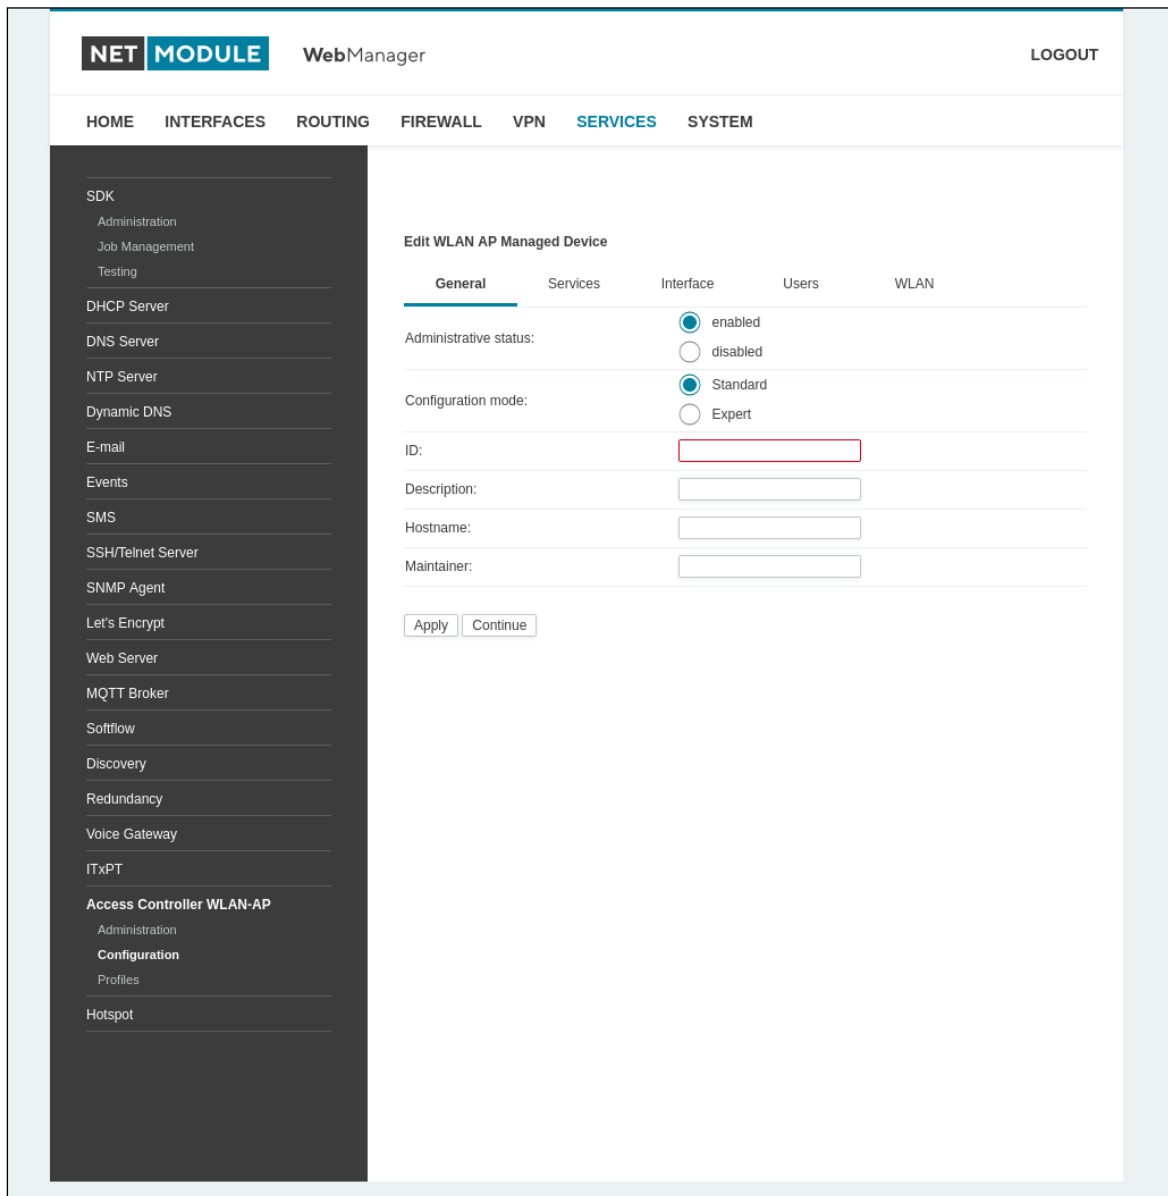 NET MODULE WebManager LOGOUT
HOME INTERFACES ROUTING FIREWALL VPN SERVICES SYSTEM
SDK
Administration
Job Management
Testing
DHCP Server
DNS Server
NTP Server
Dynamic DNS
E-mail
Events
SMS
SSH/Telnet Server
SNMP Agent
Let's Encrypt
Web Server
MQTT Broker
Softflow
Discovery
Redundancy
Voice Gateway
ITxPT
Access Controller WLAN-AP
Administration
Configuration
Profiles
Hotspot
Edit WLAN AP Managed Device
General Services Interface Users WLAN
Administrative status:
enabled
disabled
Configuration mode:
Standard
Expert
ID:
Description:
Hostname:
Maintainer:
Apply Continue